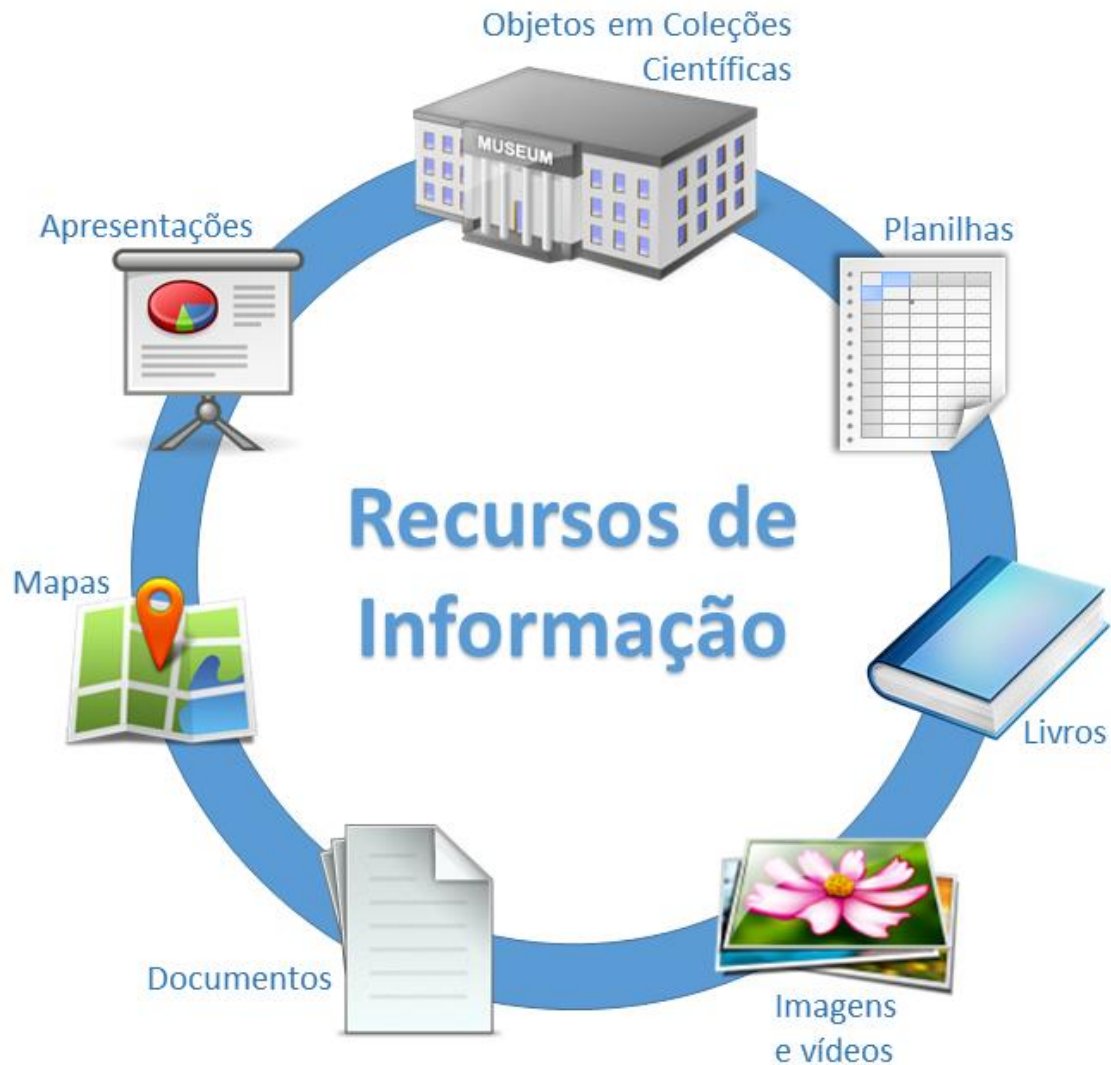 Objetos em Coleções
Científicas
MUSEUM
Apresentações
Planilhas
Recursos de
Informação
Mapas
Livros
Documentos
Imagens
e vídeos